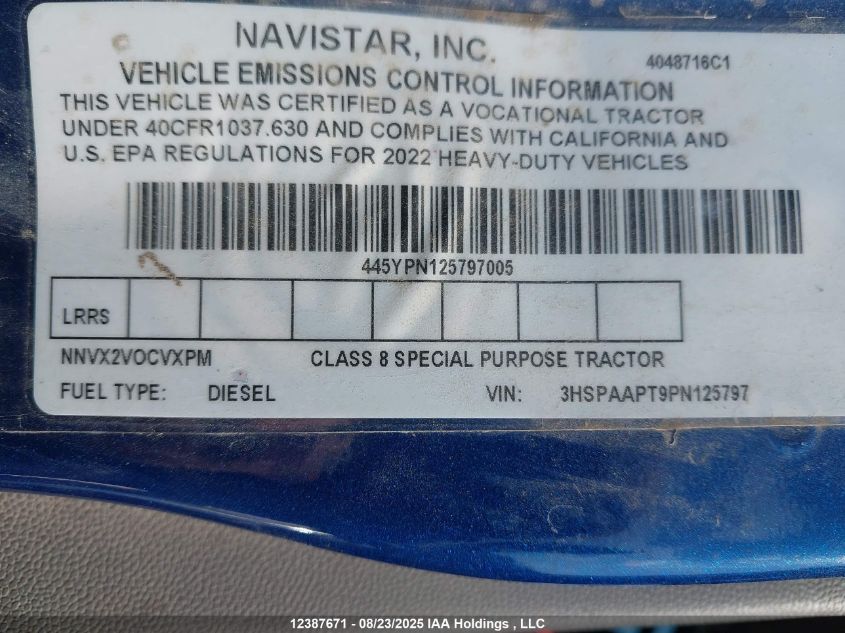 NAVISTAR, INC.
4048716C1
VEHICLE EMISSIONS CONTROL INFORMATION
THIS VEHICLE WAS CERTIFIED AS A VOCATIONAL TRACTOR
UNDER 40CFR1037.630 AND COMPLIES WITH CALIFORNIA AND
U.S. EPA REGULATIONS FOR 2022 HEAVY-DUTY VEHICLES
445YPN125797005
LRRS
NNVX2VOCVXPM CLASS 8 SPECIAL PURPOSE TRACTOR
FUEL TYPE: DIESEL VIN: 3HSPAAPT9PN125797
12387671 - 08/23/2025 IAA Holdings , LLC